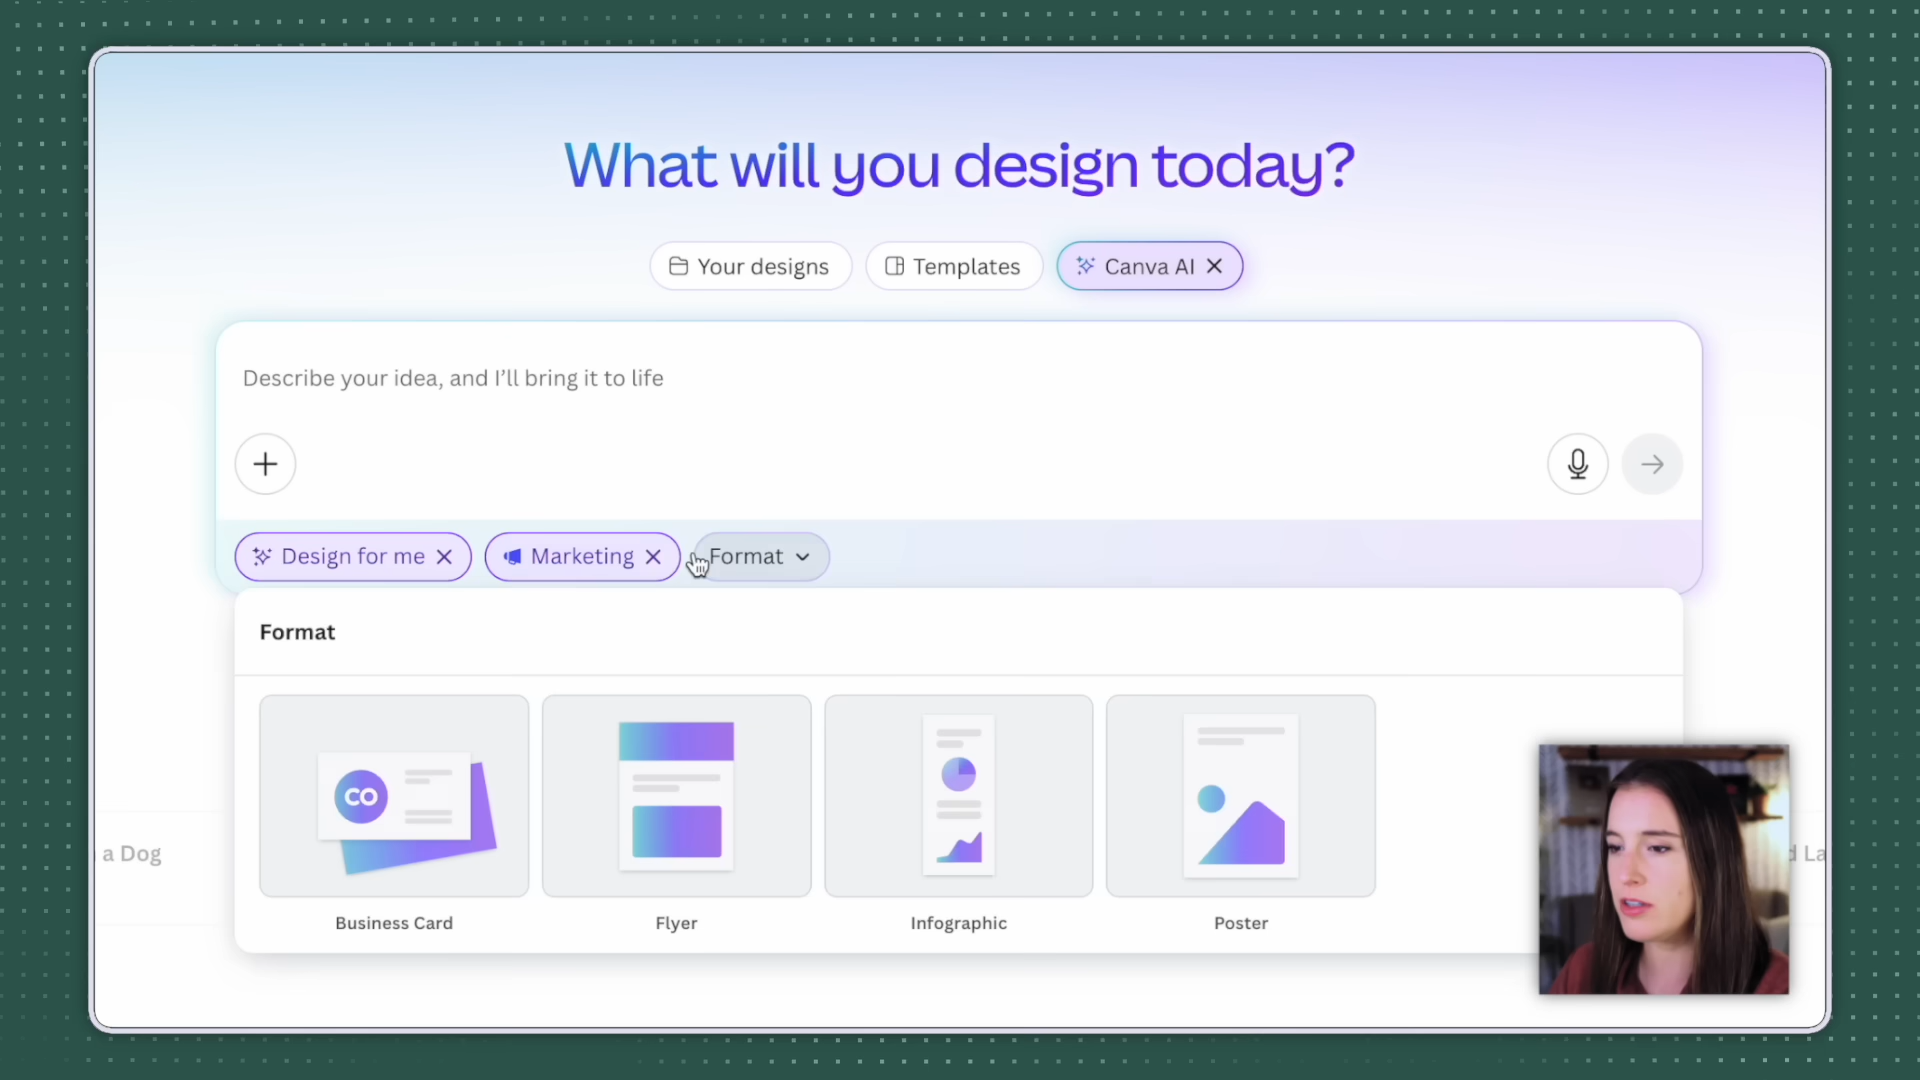 What will you design today?
Your designs
Templates
Canva AI
Describe your idea, and I’ll bring it to life
Design for me
Marketing
Format
Format
CO
Business Card
Flyer
Infographic
Poster
a Dog
d La